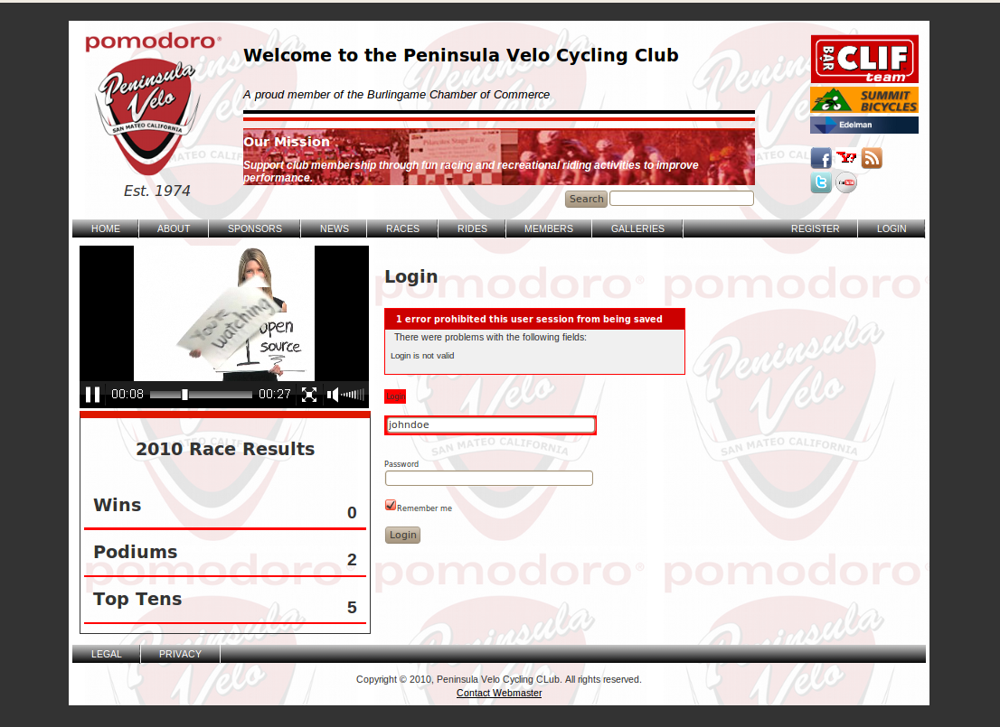 pomodoro®
Peninsula
Velo
SAN MATEO CALIFORNIA
Est. 1974
Welcome to the Peninsula Velo Cycling Club
A proud member of the Burlingame Chamber of Commerce
Our Mission
Support club membership through fun racing and recreational riding activities to improve
performance.
Search
CLIF
BAR
team
SUMMIT
BICYCLES
Edelman
HOME ABOUT SPONSORS NEWS RACES RIDES MEMBERS GALLERIES REGISTER LOGIN
You're
watching
open
source
00:08 00:27
2010 Race Results
Wins 0
Podiums 2
Top Tens 5
Login
1 error prohibited this user session from being saved
There were problems with the following fields:
Login is not valid
Login
johndoe
Password
Remember me
Login
pomodoro®
Peninsula
Velo
SAN MATEO CALIFORNIA
LEGAL PRIVACY
Copyright © 2010, Peninsula Velo Cycling CLub. All rights reserved.
Contact Webmaster